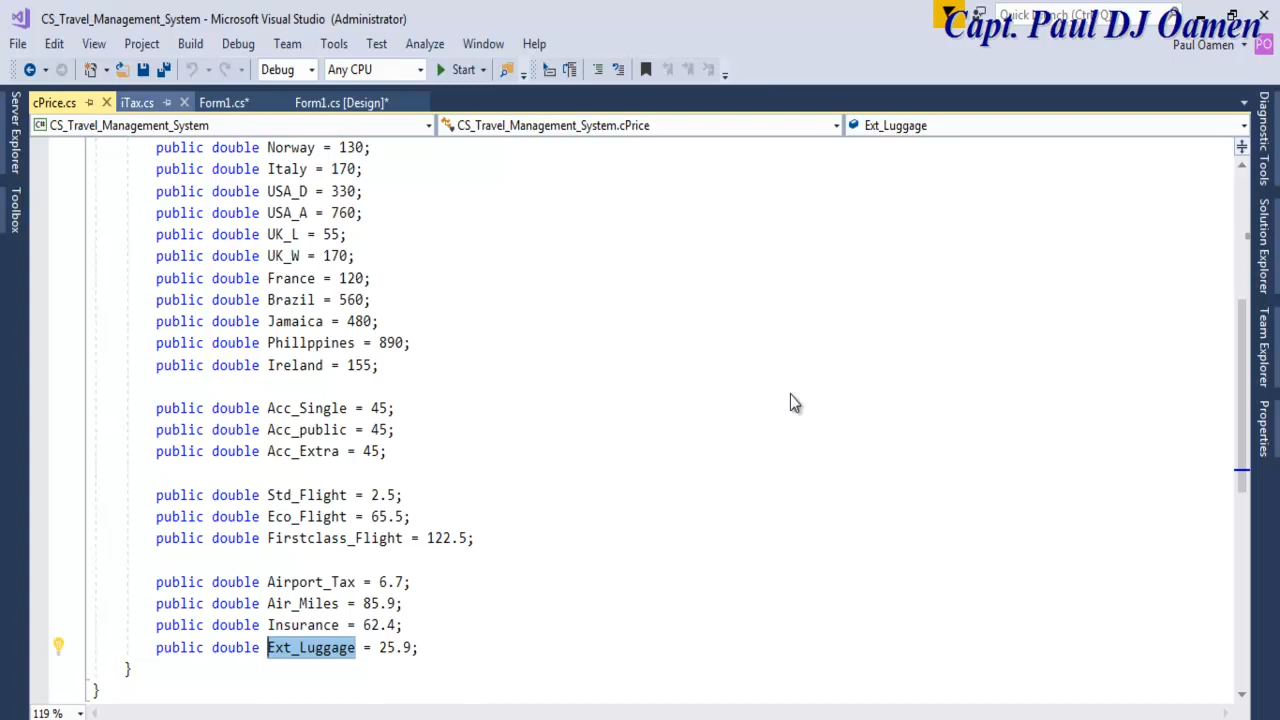 CS_Travel_Management_System - Microsoft Visual Studio (Administrator)
Quick Launch (Ctrl+Q)
Capt. Paul DJ Oamen
File Edit View Project Build Debug Team Tools Test Analyze Window Help
Paul Oamen
PO
Debug Any CPU Start
cPrice.cs iTax.cs Form1.cs* Form1.cs [Design]*
CS_Travel_Management_System CS_Travel_Management_System.cPrice Ext_Luggage
Server Explorer
Toolbox
public double Norway = 130;
public double Italy = 170;
public double USA_D = 330;
public double USA_A = 760;
public double UK_L = 55;
public double UK_W = 170;
public double France = 120;
public double Brazil = 560;
public double Jamaica = 480;
public double Phillppines = 890;
public double Ireland = 155;
public double Acc_Single = 45;
public double Acc_public = 45;
public double Acc_Extra = 45;
public double Std_Flight = 2.5;
public double Eco_Flight = 65.5;
public double Firstclass_Flight = 122.5;
public double Airport_Tax = 6.7;
public double Air_Miles = 85.9;
public double Insurance = 62.4;
public double Ext_Luggage = 25.9;
}
}
119 %
Diagnostic Tools
Solution Explorer
Team Explorer
Properties